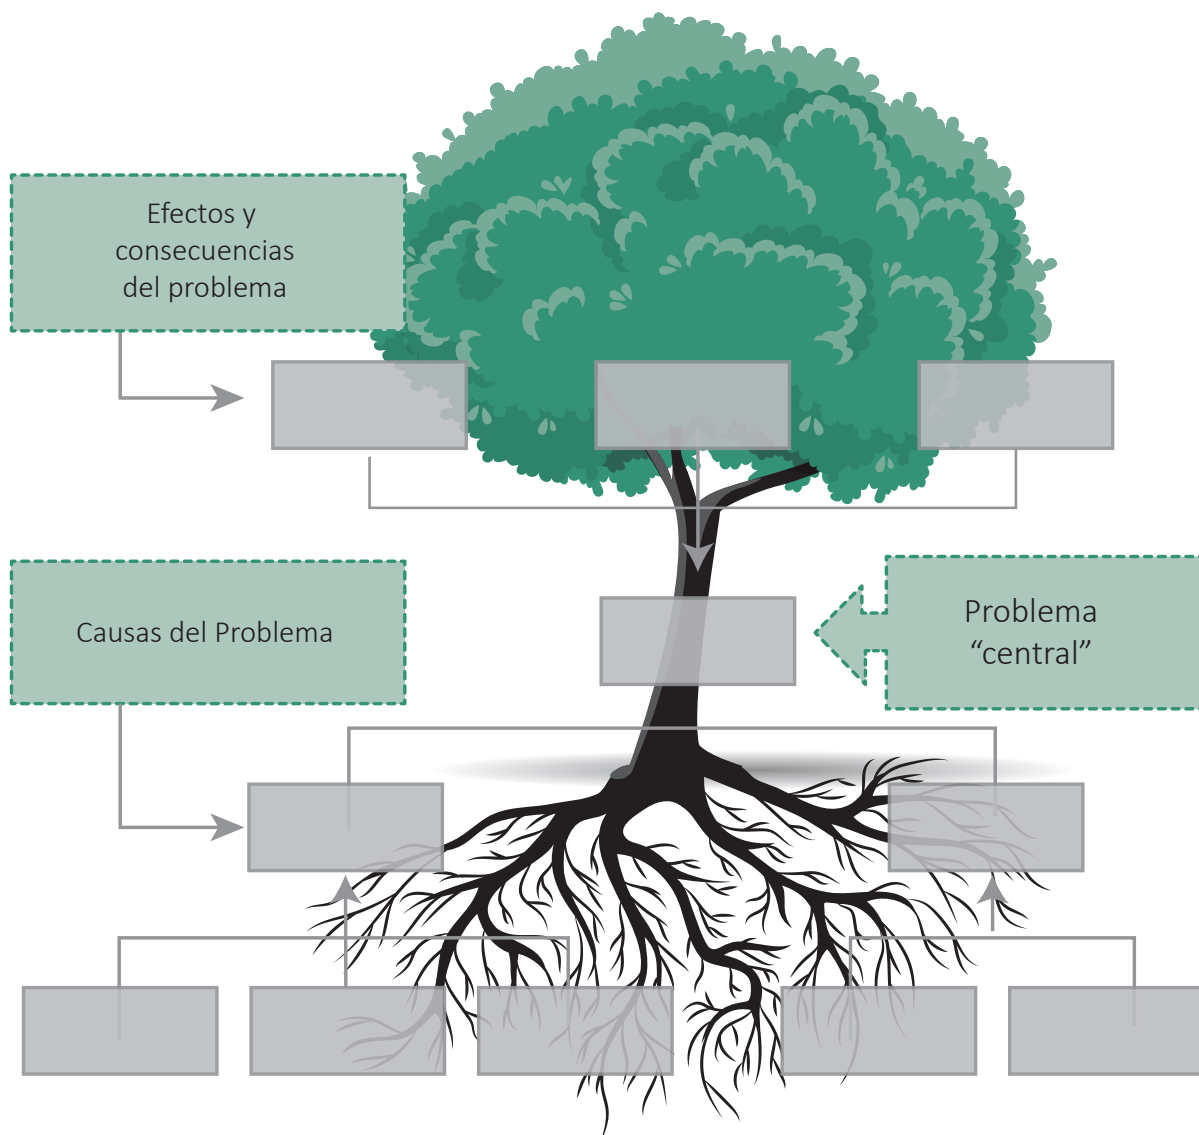 Efectos y
consecuencias
del problema
Causas del Problema
Problema
“central”